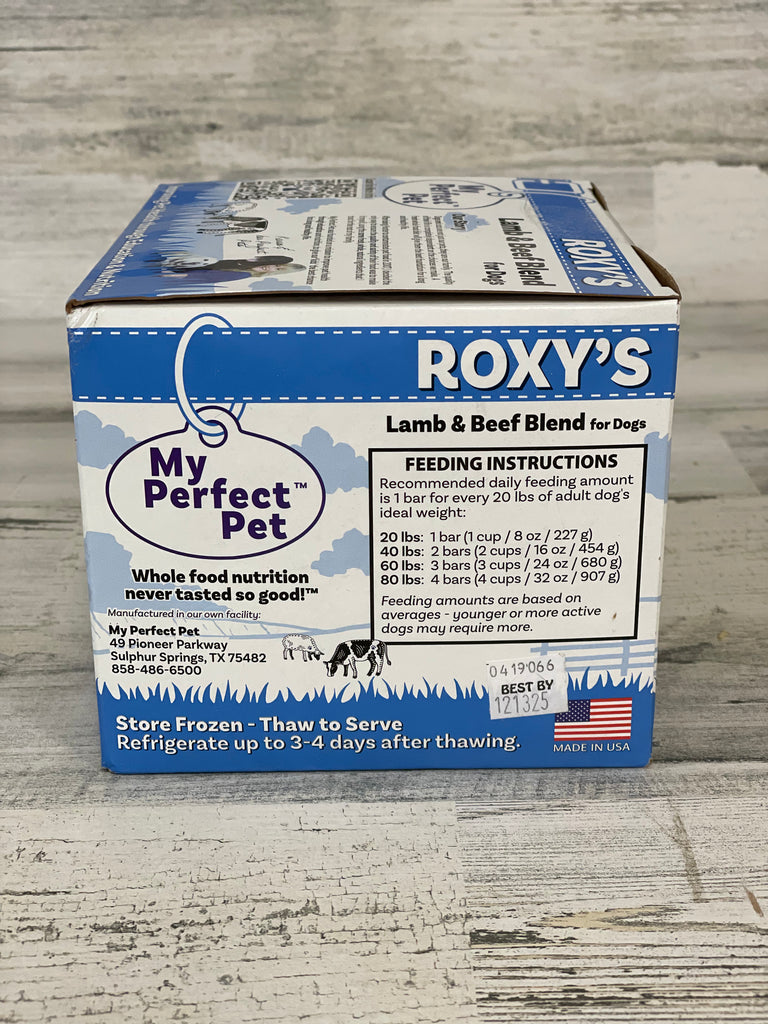 My
Perfect
Pet
Lamb & Beef Blend
for Dogs
ROXY'S
ROXY'S
My
Perfect™
Pet
Lamb & Beef Blend for Dogs
FEEDING INSTRUCTIONS
Recommended daily feeding amount
is 1 bar for every 20 lbs of adult dog's
ideal weight:
20 lbs: 1 bar (1 cup / 8 oz / 227 g)
40 lbs: 2 bars (2 cups / 16 oz / 454 g)
60 lbs: 3 bars (3 cups / 24 oz / 680 g)
80 lbs: 4 bars (4 cups / 32 oz / 907 g)
Feeding amounts are based on
averages - younger or more active
dogs may require more.
Whole food nutrition
never tasted so good!™
Manufactured in our own facility:
My Perfect Pet
49 Pioneer Parkway
Sulphur Springs, TX 75482
858-486-6500
0419066
BEST BY
121325
Store Frozen - Thaw to Serve
Refrigerate up to 3-4 days after thawing.
MADE IN USA